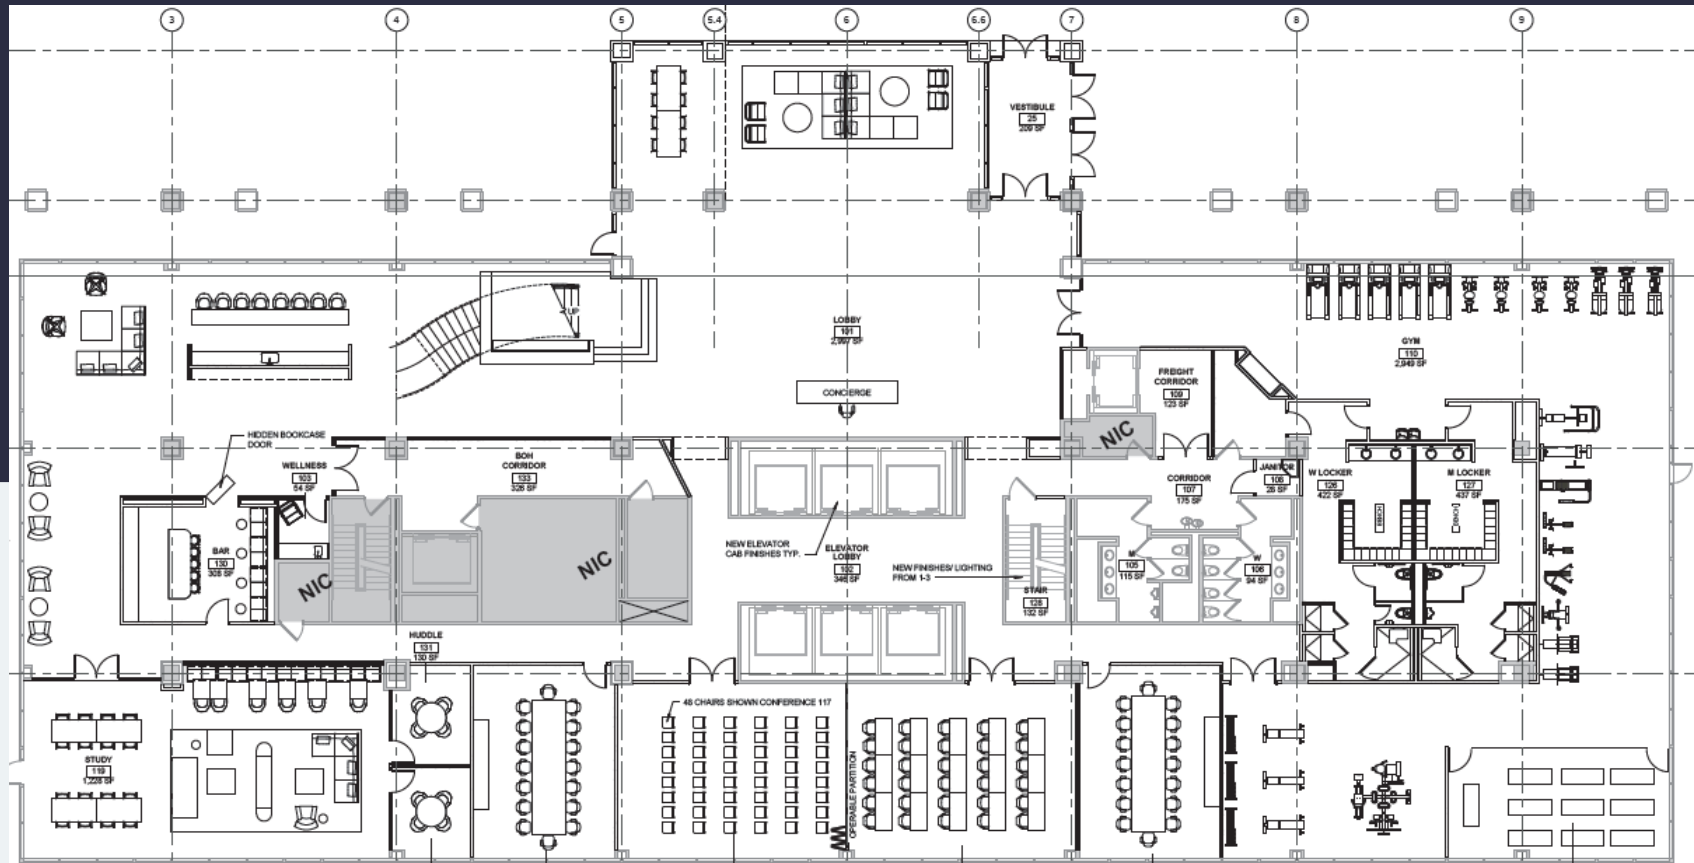 3
4
5
5.4
6
6.6
7
8
9
VESTIBULE
25
209 SF
UP
LOBBY
101
2,997 SF
GYM
110
2,949 SF
FREIGHT
CORRIDOR
109
123 SF
CONCIERGE
HIDDEN BOOKCASE
DOOR
NIC
WELLNESS
103
54 SF
BOH
CORRIDOR
133
326 SF
CORRIDOR
107
175 SF
JANITOR
108
28 SF
W LOCKER
126
422 SF
M LOCKER
127
437 SF
NEW ELEVATOR
CAB FINISHES TYP.
ELEVATOR
LOBBY
102
346 SF
NEW FINISHES/ LIGHTING
FROM 1-3
BAR
130
308 SF
NIC
NIC
M
105
115 SF
W
106
94 SF
STAIR
128
132 SF
HUDDLE
131
130 SF
48 CHAIRS SHOWN CONFERENCE 117
OPERABLE PARTITION
STUDY
119
1,228 SF